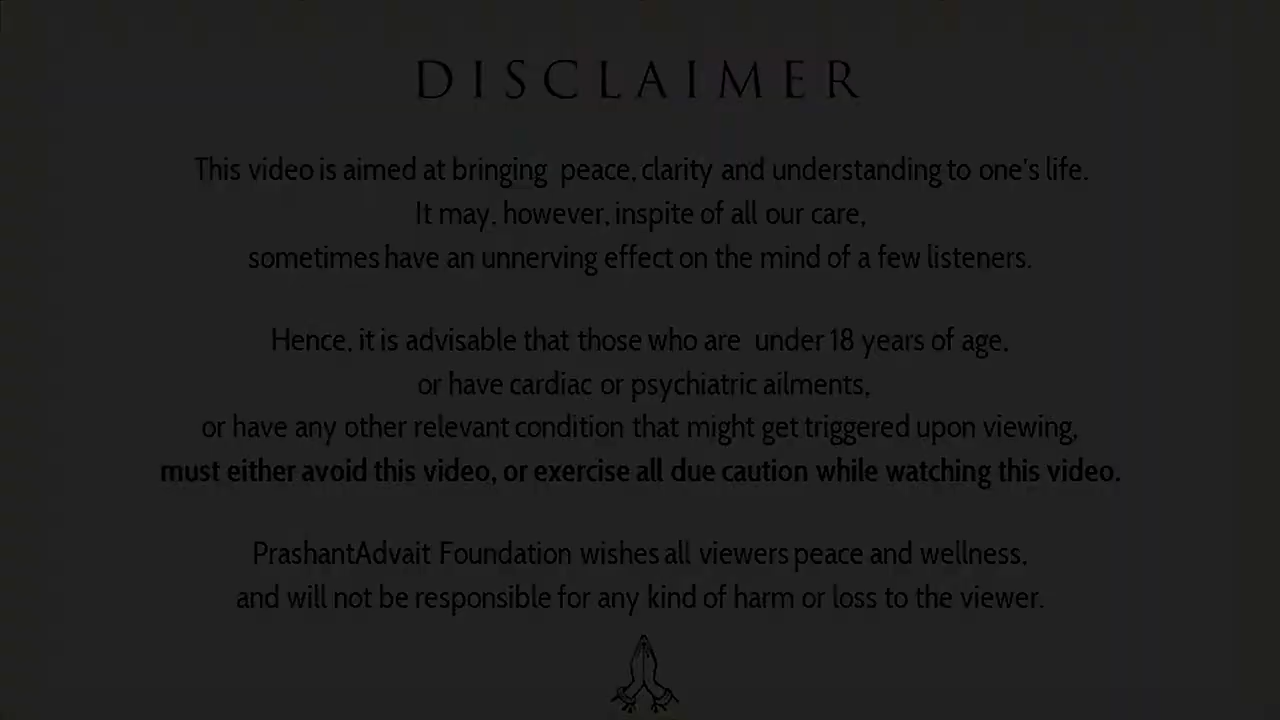 DISCLAIMER
This video is aimed at bringing peace, clarity and understanding to one's life.
It may, however, inspite of all our care,
sometimes have an unnerving effect on the mind of a few listeners.
Hence, it is advisable that those who are under 18 years of age,
or have cardiac or psychiatric ailments,
or have any other relevant condition that might get triggered upon viewing,
must either avoid this video, or exercise all due caution while watching this video.
PrashantAdvait Foundation wishes all viewers peace and wellness,
and will not be responsible for any kind of harm or loss to the viewer.